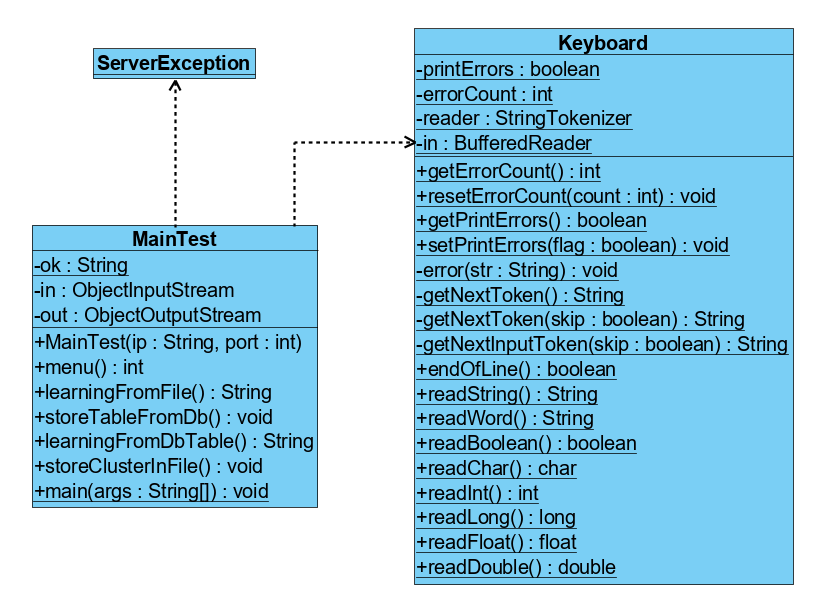 ServerException
Keyboard
-printErrors : boolean
-errorCount : int
-reader : StringTokenizer
-in : BufferedReader
+getErrorCount() : int
+resetErrorCount(count : int) : void
+getPrintErrors() : boolean
+setPrintErrors(flag : boolean) : void
-error(str : String) : void
-getNextToken() : String
-getNextToken(skip : boolean) : String
-getNextInputToken(skip : boolean) : String
+endOfLine() : boolean
+readString() : String
+readWord() : String
+readBoolean() : boolean
+readChar() : char
+readInt() : int
+readLong() : long
+readFloat() : float
+readDouble() : double
MainTest
-ok : String
-in : ObjectInputStream
-out : ObjectOutputStream
+MainTest(ip : String, port : int)
+menu() : int
+learningFromFile() : String
+storeTableFromDb() : void
+learningFromDbTable() : String
+storeClusterInFile() : void
+main(args : String[]) : void